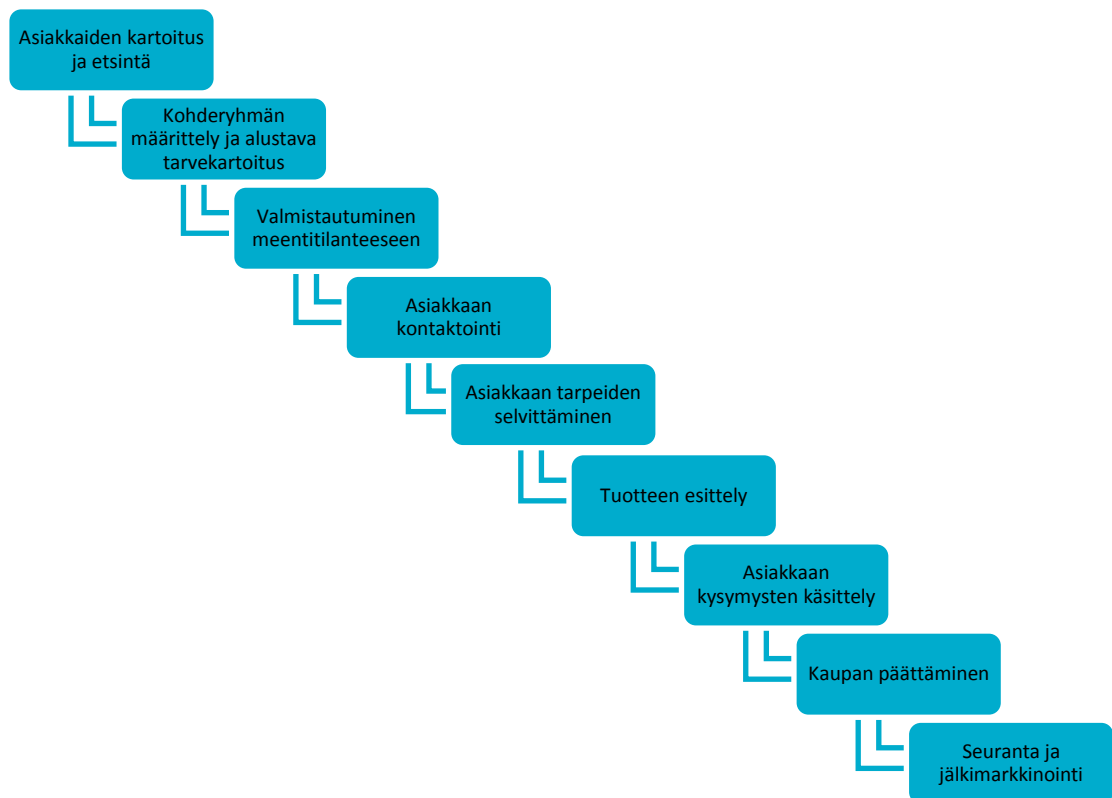 Asiakkaiden kartoitus
ja etsintä
Kohderyhmän
määrittely ja alustava
tarvekartoitus
Valmistautuminen
meentitilanteeseen
Asiakkaan
kontaktointi
Asiakkaan tarpeiden
selvittäminen
Tuotteen esittely
Asiakkaan
kysymysten käsittely
Kaupan päättäminen
Seuranta ja
jälkimarkkinointi